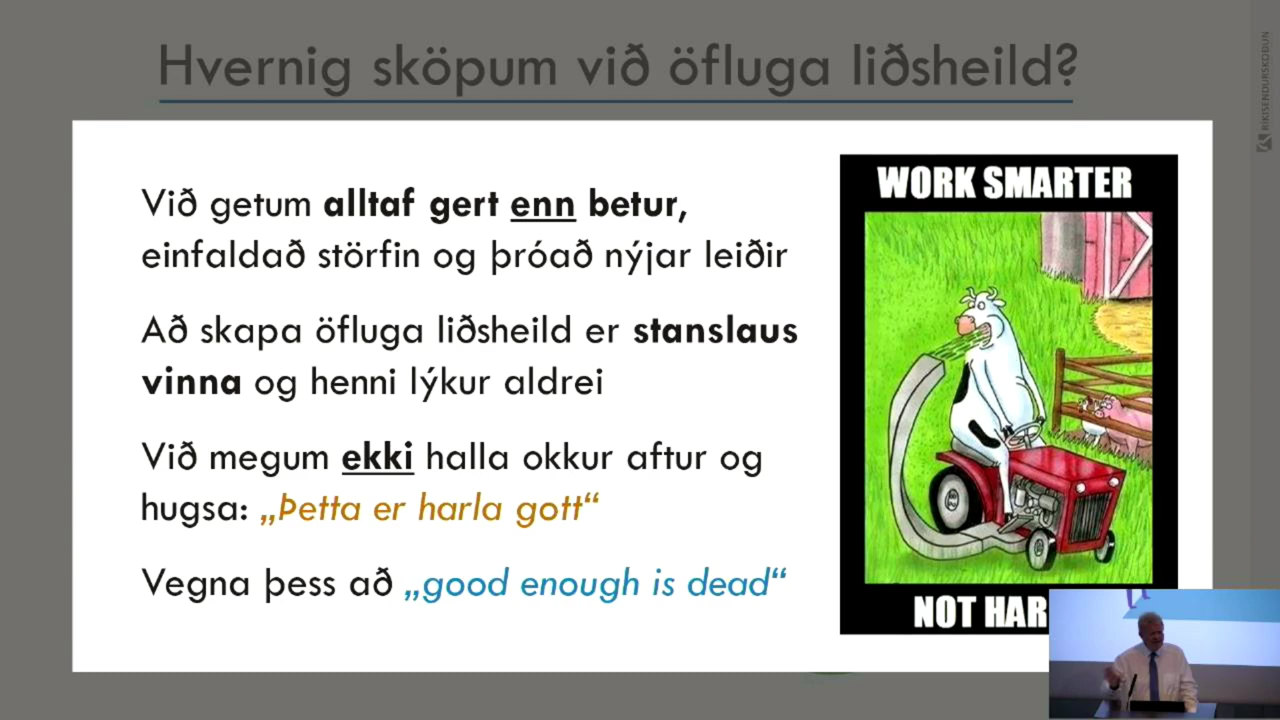 Hvernig sköpum við öfluga liðsheild?
RÍKISENDURSKOÐUN
Við getum alltaf gert enn betur,
einfaldað störfin og þróað nýjar leiðir
Að skapa öfluga liðsheild er stanslaus
vinna og henni lýkur aldrei
Við megum ekki halla okkur aftur og
hugsa: „Þetta er harla gott“
Vegna þess að „good enough is dead“
WORK SMARTER
NOT HAR